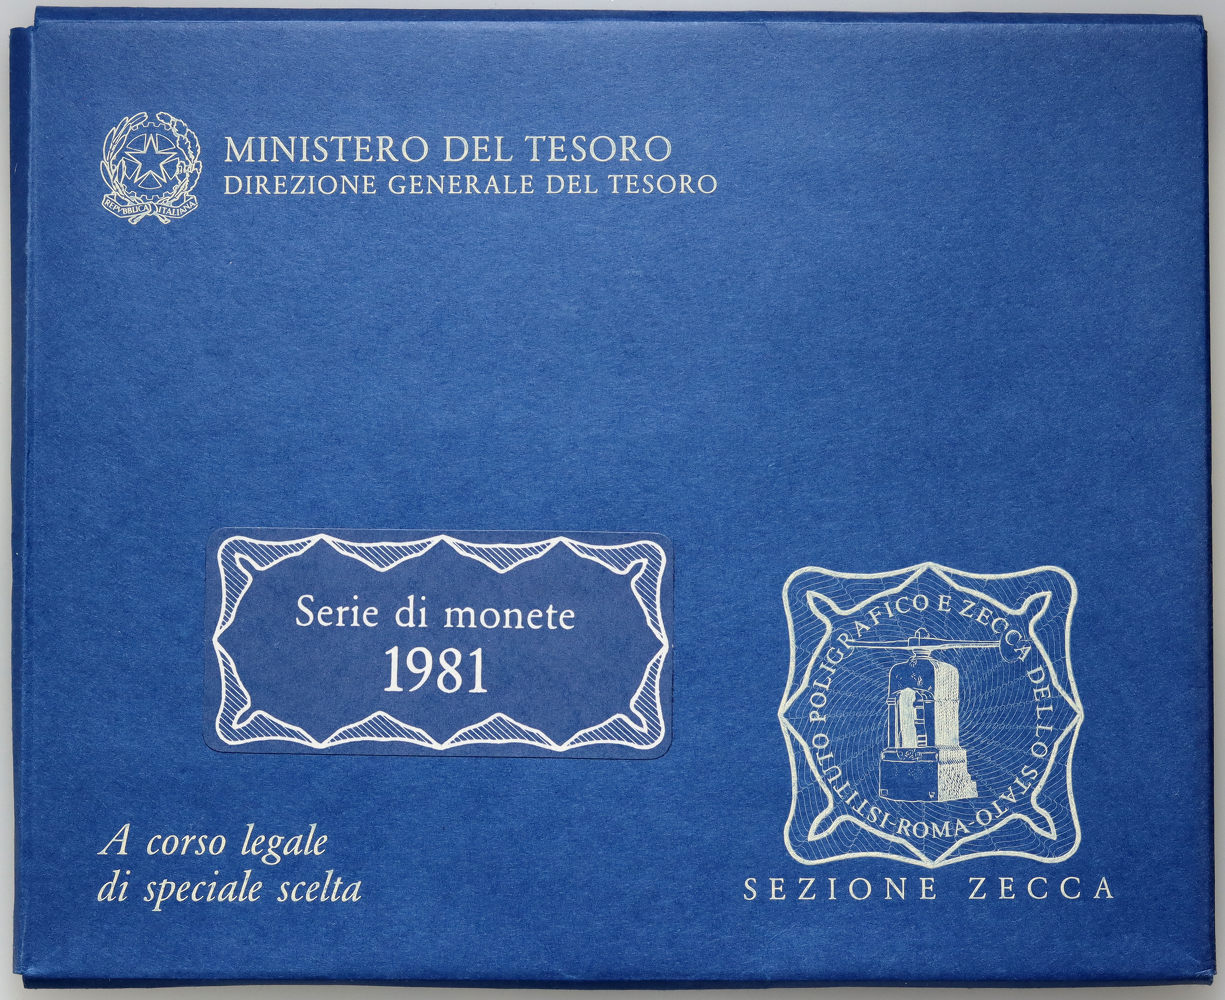 MINISTERO DEL TESORO
DIREZIONE GENERALE DEL TESORO
REPVBBLICA ITALIANA
Serie di monete
1981
ISTITUTO POLIGRAFICO E ZECCA DELLO STATO-ROMA-
A corso legale
di speciale scelta
SEZIONE ZECCA